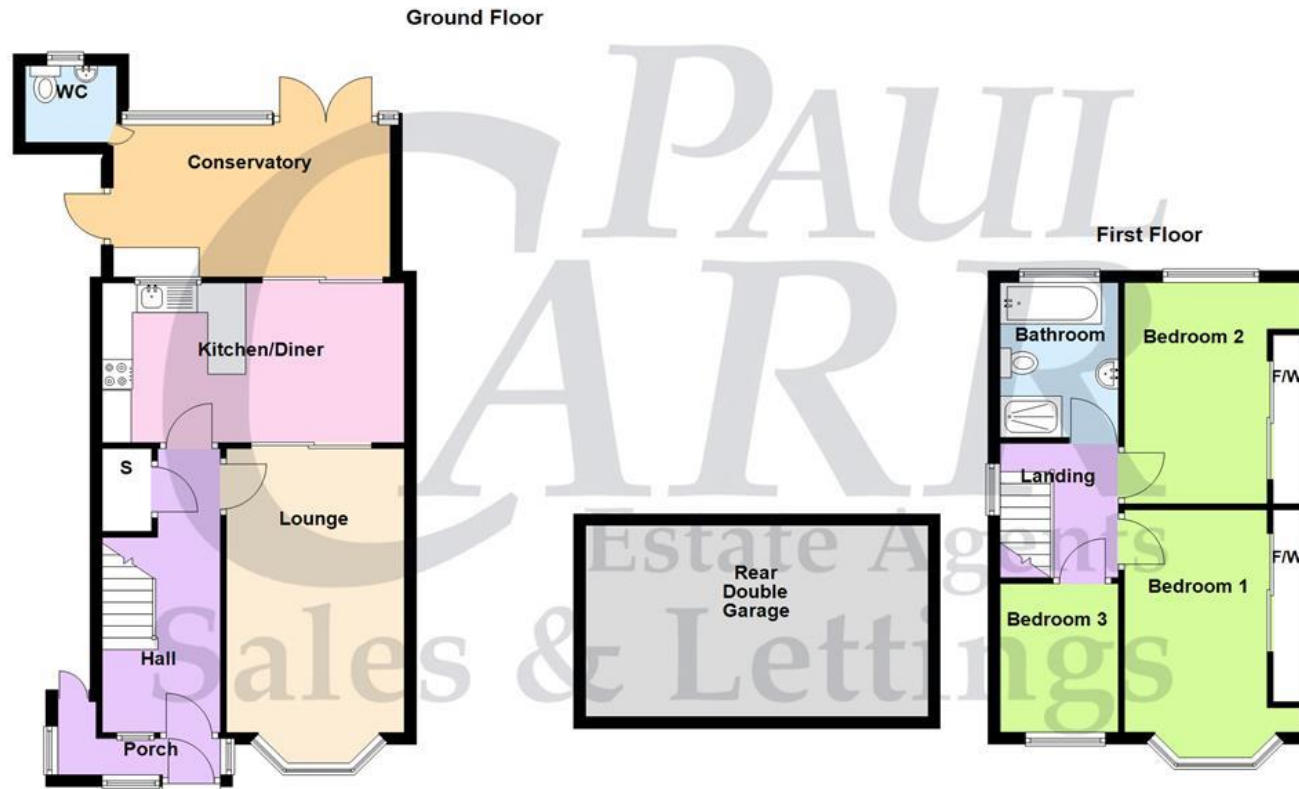 Ground Floor
WC
Conservatory
Kitchen/Diner
S
Lounge
Hall
Porch
Rear
Double
Garage
First Floor
Bathroom
Bedroom 2
F/W
Landing
F/W
Bedroom 1
Bedroom 3
PAUL
CARR
Estate Agents
Sales & Lettings